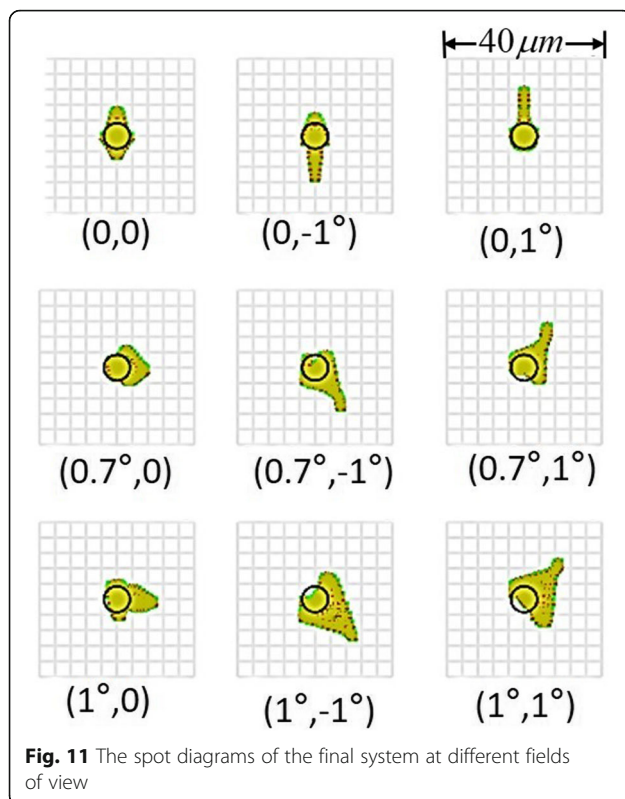 40 μm
(0,0) (0,-1°) (0,1°)
(0.7°,0) (0.7°,-1°) (0.7°,1°)
(1°,0) (1°,-1°) (1°,1°)
Fig. 11 The spot diagrams of the final system at different fields
of view